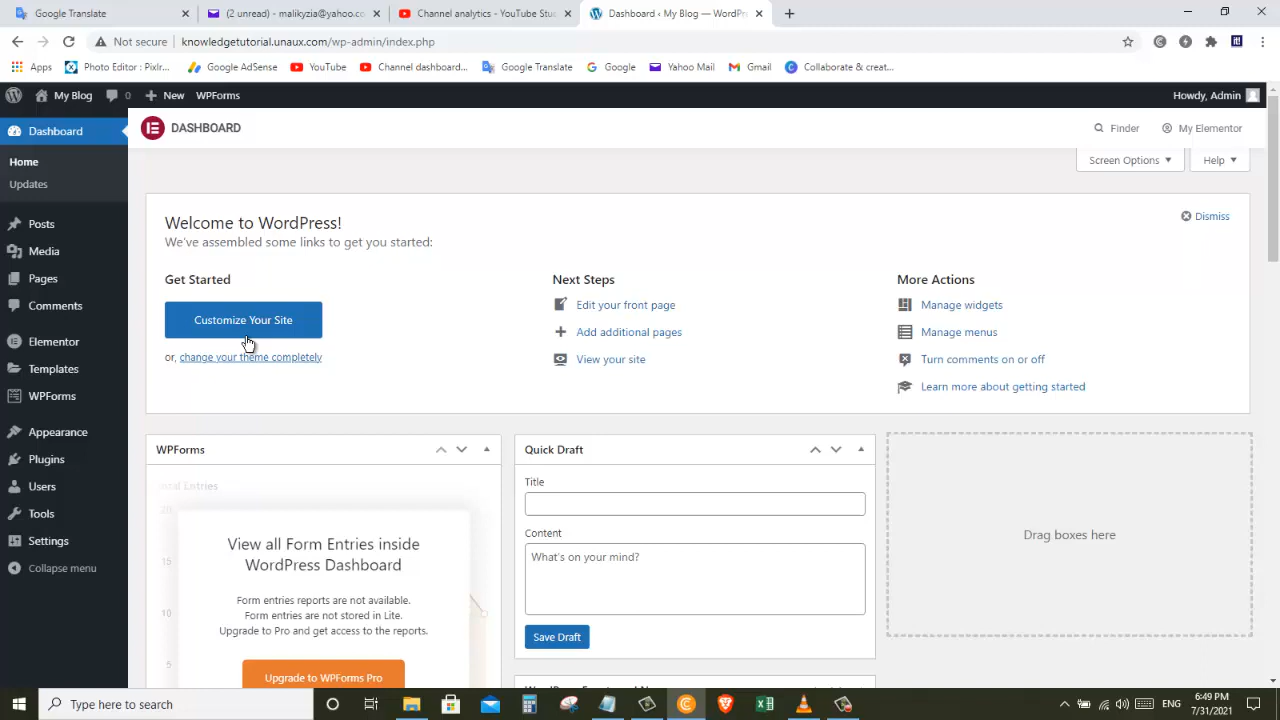 Google Translate
(2 unread) - malikyzia@yahoo.co
Channel analytics - YouTube Stu
Dashboard ‹ My Blog — WordPr
Not secure
knowledgetutorial.unaux.com/wp-admin/index.php
Apps
Photo Editor : Pixlr...
Google AdSense
YouTube
Channel dashboard...
Google Translate
Google
Yahoo Mail
Gmail
Collaborate & creat...
My Blog
0
New
WPForms
Howdy, Admin
Dashboard
Home
Updates
Posts
Media
Pages
Comments
Elementor
Templates
WPForms
Appearance
Plugins
Users
Tools
Settings
Collapse menu
DASHBOARD
Finder
My Elementor
Screen Options
Help
Welcome to WordPress!
We've assembled some links to get you started:
Dismiss
Get Started
Customize Your Site
or, change your theme completely
Next Steps
Edit your front page
Add additional pages
View your site
More Actions
Manage widgets
Manage menus
Turn comments on or off
Learn more about getting started
WPForms
Entries
20
15
10
5
View all Form Entries inside
WordPress Dashboard
Form entries reports are not available.
Form entries are not stored in Lite.
Upgrade to Pro and get access to the reports.
Upgrade to WPForms Pro
Quick Draft
Title
Content
What's on your mind?
Save Draft
Drag boxes here
Type here to search
ENG
6:49 PM
7/31/2021